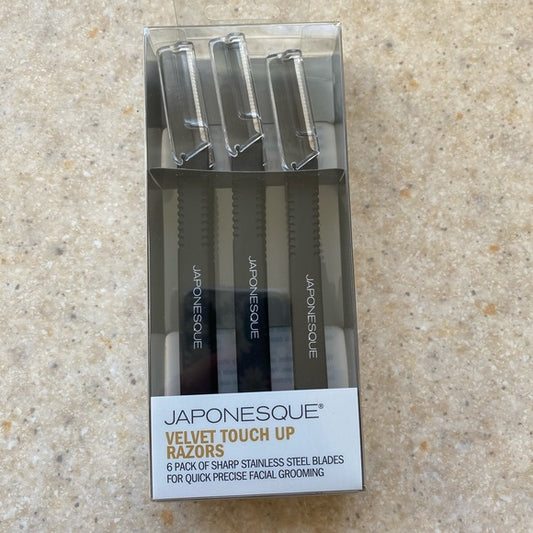 JAPONESQUE
JAPONESQUE
JAPONESQUE
JAPONESQUE®
VELVET TOUCH UP
RAZORS
6 PACK OF SHARP STAINLESS STEEL BLADES
FOR QUICK PRECISE FACIAL GROOMING